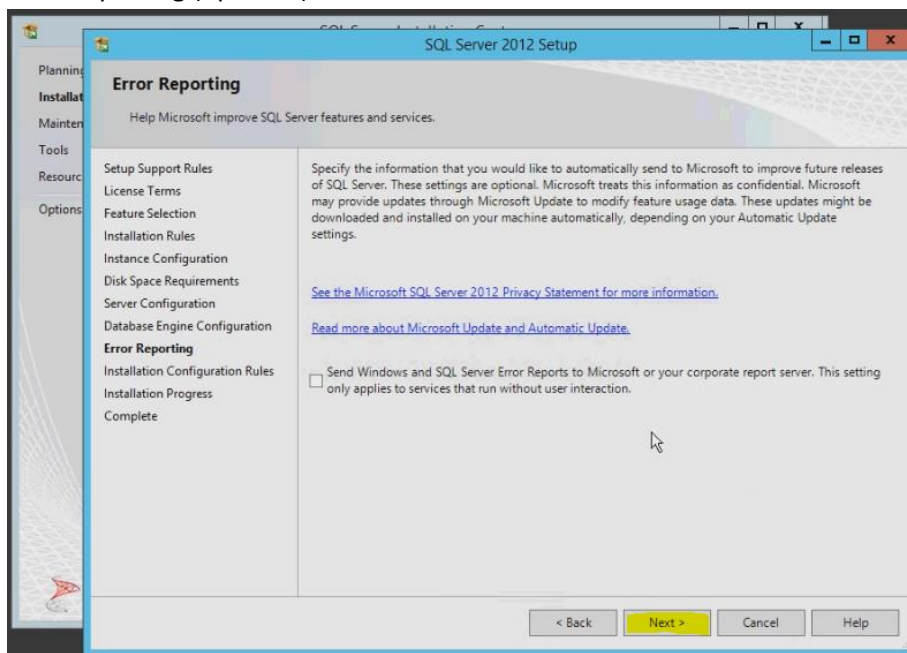 SQL Server 2012 Setup
Planning
Installat
Mainten
Tools
Resourc
Options
Error Reporting
Help Microsoft improve SQL Server features and services.
Setup Support Rules
License Terms
Feature Selection
Installation Rules
Instance Configuration
Disk Space Requirements
Server Configuration
Database Engine Configuration
Error Reporting
Installation Configuration Rules
Installation Progress
Complete
Specify the information that you would like to automatically send to Microsoft to improve future releases
of SQL Server. These settings are optional. Microsoft treats this information as confidential. Microsoft
may provide updates through Microsoft Update to modify feature usage data. These updates might be
downloaded and installed on your machine automatically, depending on your Automatic Update
settings.
See the Microsoft SQL Server 2012 Privacy Statement for more information.
Read more about Microsoft Update and Automatic Update.
Send Windows and SQL Server Error Reports to Microsoft or your corporate report server. This setting
only applies to services that run without user interaction.
< Back
Next >
Cancel
Help